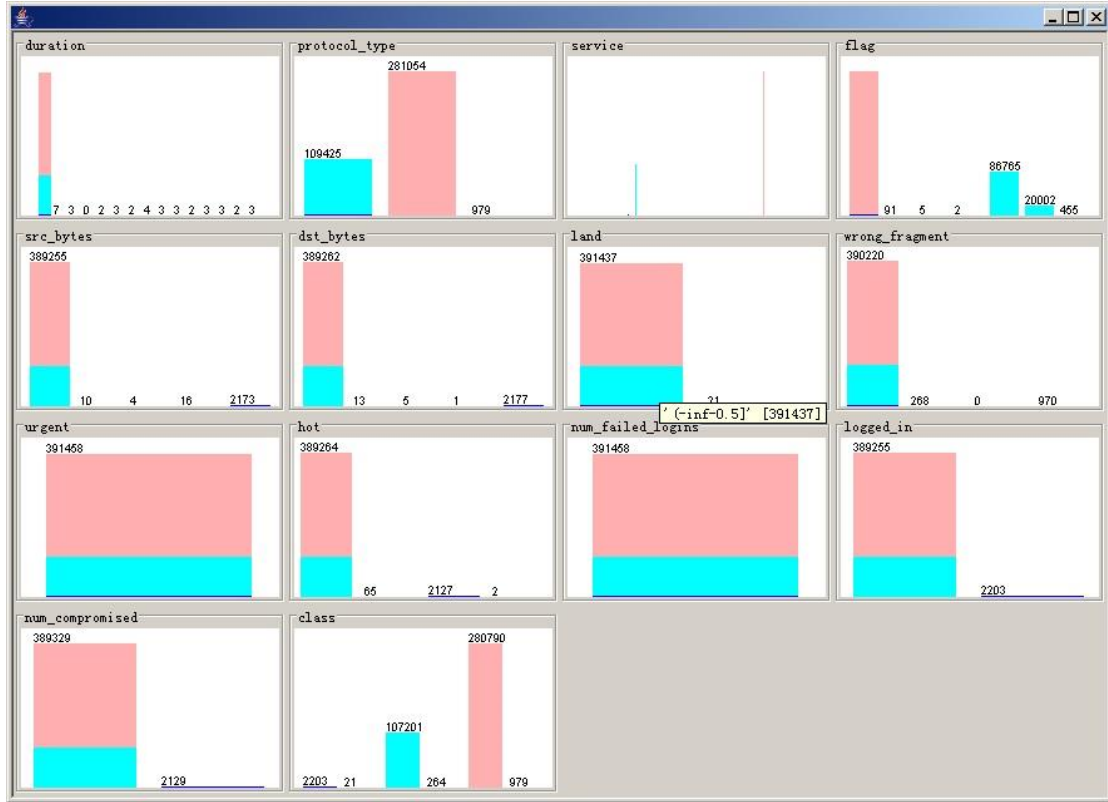 duration
7 3 0 2 3 2 4 3 3 2 3 3 2 3
protocol_type
281054
109425
979
service
flag
86765
20002
91 5 2 455
src_bytes
389255
10 4 16 2173
dst_bytes
389262
13 5 1 2177
land
391437
21
'(-inf-0.5]' [391437]
wrong_fragment
390220
268 0 970
urgent
391458
hot
389264
65 2127 2
num_failed_logins
391458
logged_in
389255
2203
num_compromised
389329
2129
class
280790
107201
2203 21 264 979